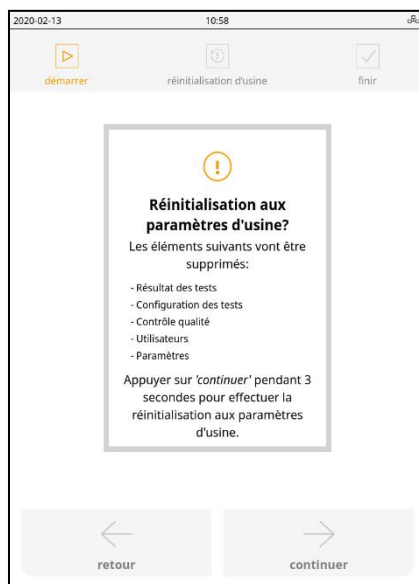 2020-02-13 10:58
démarrer réinitialisation d'usine finir
Réinitialisation aux
paramètres d'usine?
Les éléments suivants vont être
supprimés:
- Résultat des tests
- Configuration des tests
- Contrôle qualité
- Utilisateurs
- Paramètres
Appuyer sur 'continuer' pendant 3
secondes pour effectuer la
réinitialisation aux paramètres
d'usine.
retour continuer